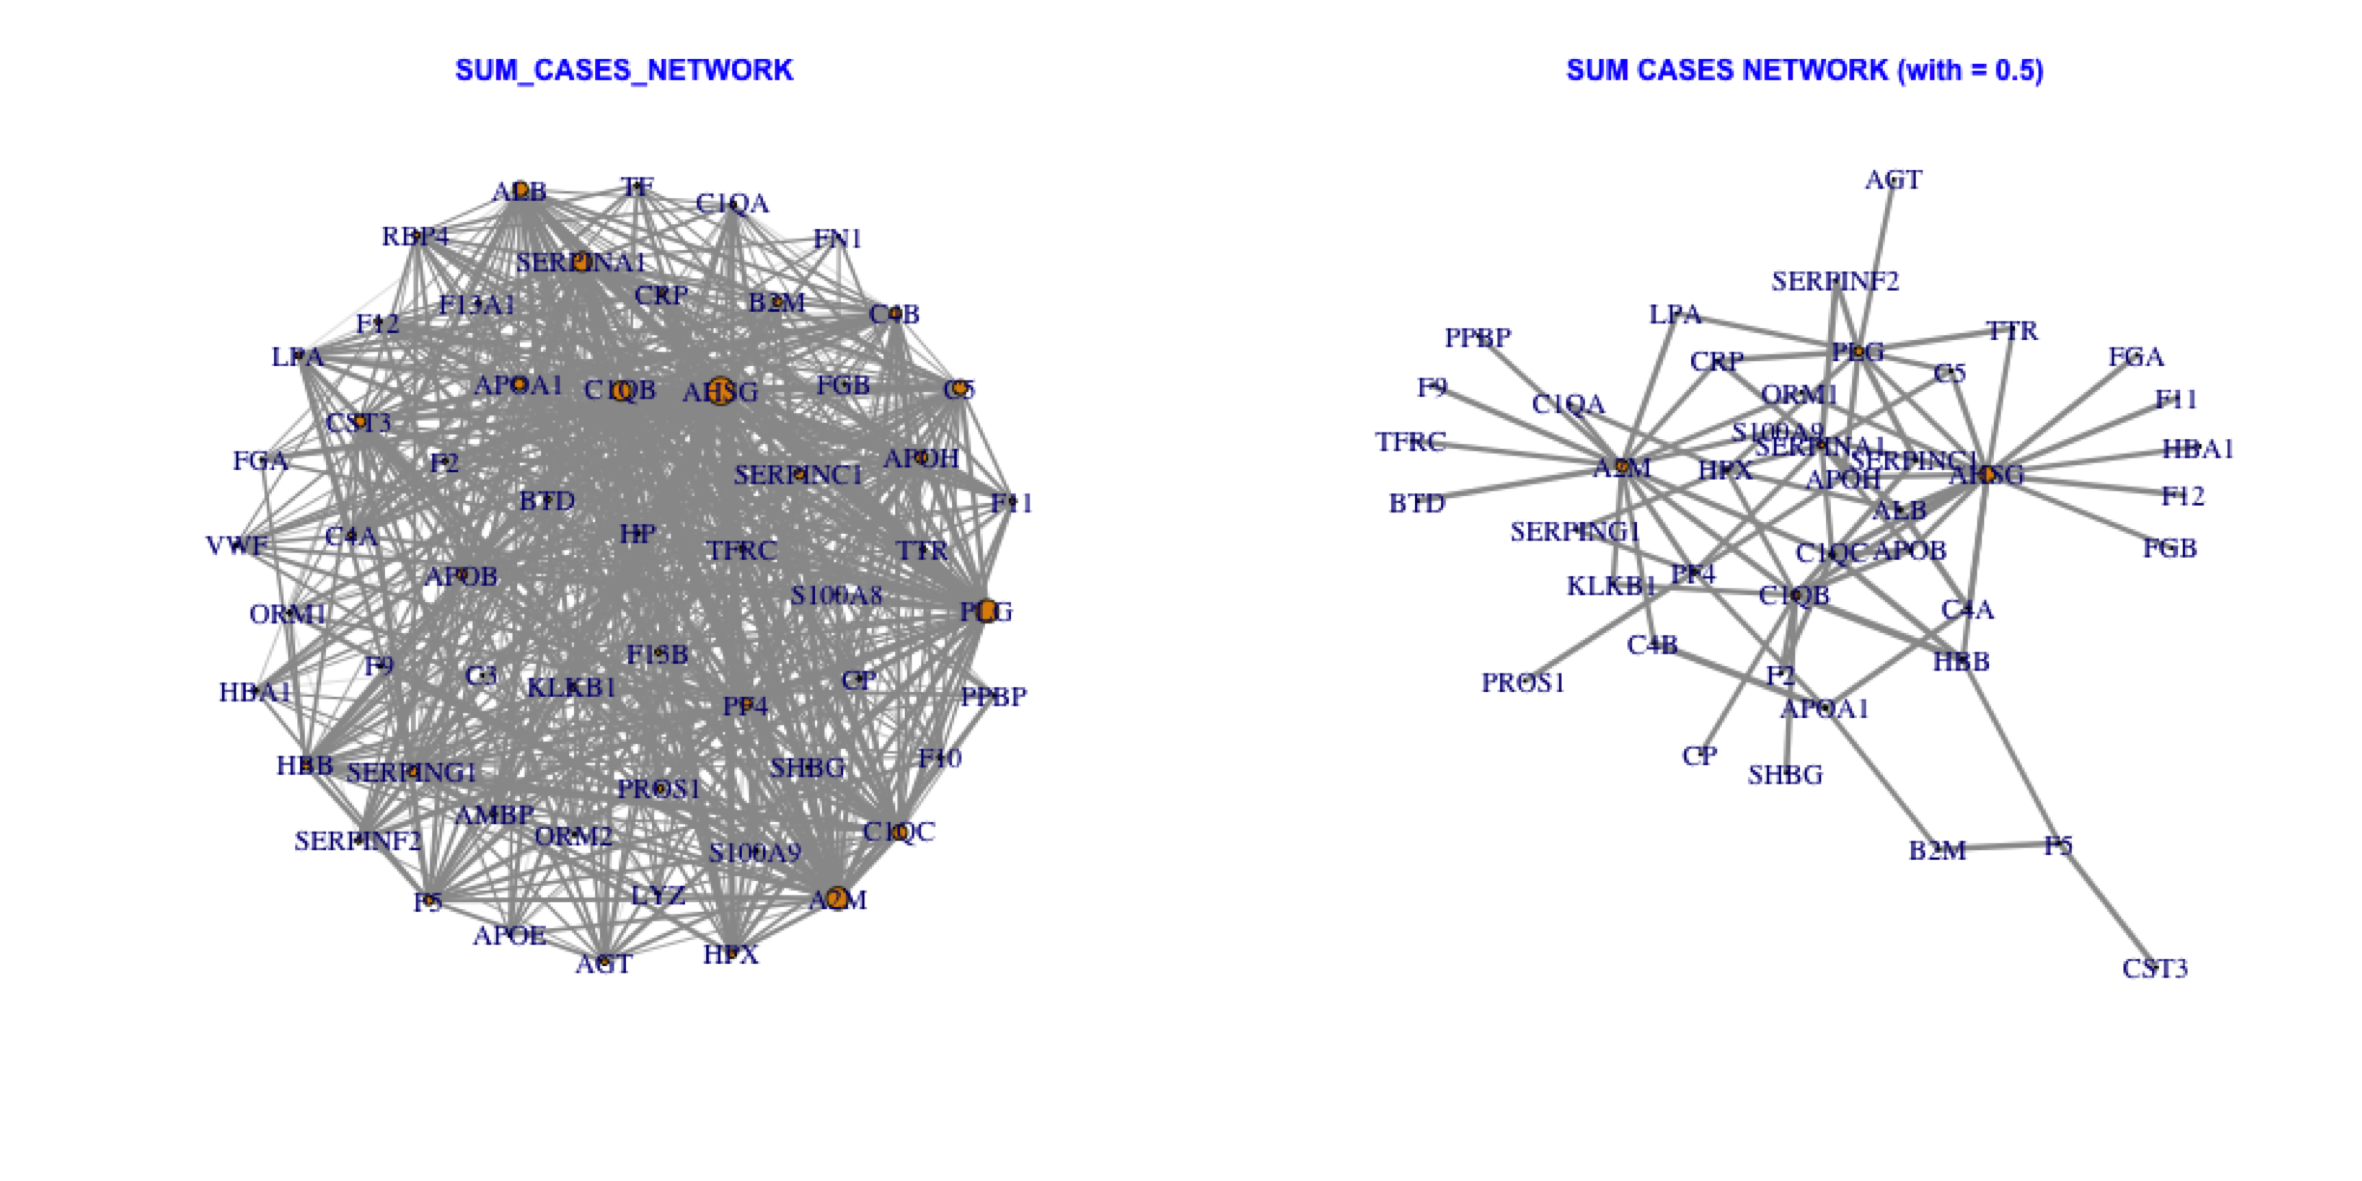 SUM_CASES_NETWORK
ALB
TF
C1QA
RBP4
FN1
SERPINA1
CRP
B2M
F13A1
C4B
F12
LPA
APOA1
C1QB
AHSG
FGB
C5
CST3
FGA
F2
SERPINC1
APOH
BTD
F11
VWF
C4A
HP
TFRC
TTR
APOB
S100A8
ORM1
PLG
F9
C3
F13B
KLKB1
CP
HBA1
PF4
PPBP
HBB
SERPING1
SHBG
F10
PROS1
AMBP
SERPINF2
ORM2
S100A9
C1QC
F5
LYZ
A2M
APOE
AGT
HPX
SUM CASES NETWORK (with = 0.5)
AGT
SERPINF2
LPA
PPBP
TTR
PLG
CRP
FGA
C5
F9
C1QA
ORM1
F11
TFRC
S100A9
SERPINA1
HBA1
A2M
HPX
SERPINC1
APOH
AHSG
BTD
F12
ALB
SERPING1
C1QC
APOB
FGB
KLKB1
PF4
C1QB
C4A
C4B
HBB
PROS1
F2
APOA1
CP
SHBG
B2M
F5
CST3